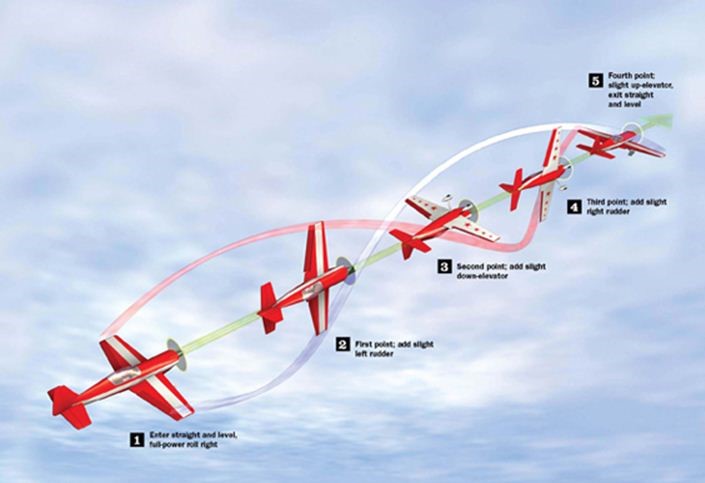 5 Fourth point;
slight up-elevator,
exit straight
and level
4 Third point; add slight
right rudder
3 Second point; add slight
down-elevator
2 First point; add slight
left rudder
1 Enter straight and level,
full-power roll right